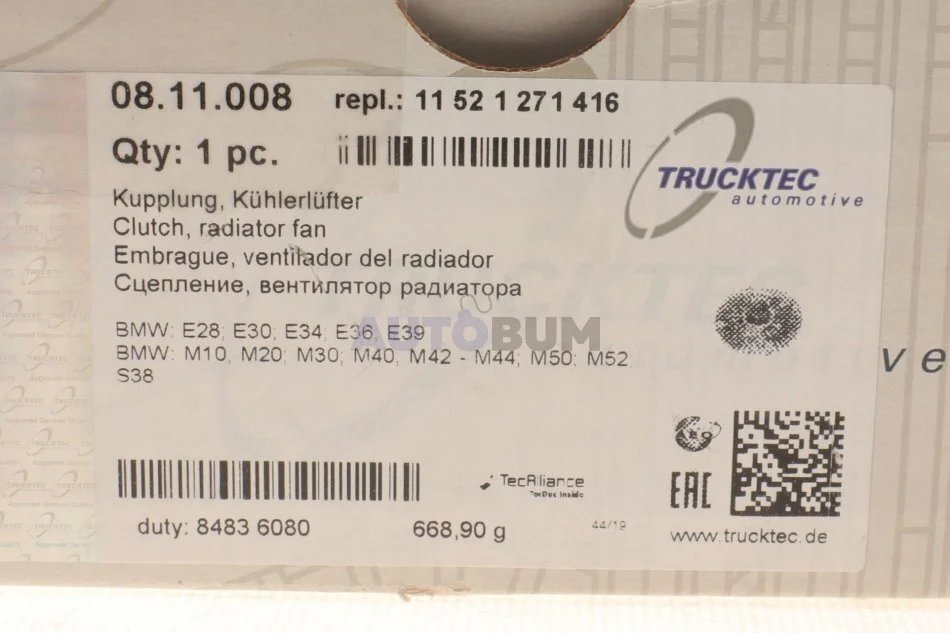 08.11.008 repl.: 11 52 1 271 416
Qty: 1 pc.
TRUCKTEC
automotive
Kupplung, Kühlerlüfter
Clutch, radiator fan
Embrague, ventilador del radiador
Сцепление, вентилятор радиатора
AUTOBUM
BMW: E28; E30; E34; E36; E39
BMW: M10, M20; M30; M40, M42 - M44; M50; M52
S38
ve
TecAlliance
TecDoc Inside
EAC
duty: 8483 6080 668,90 g 44/19
www.trucktec.de